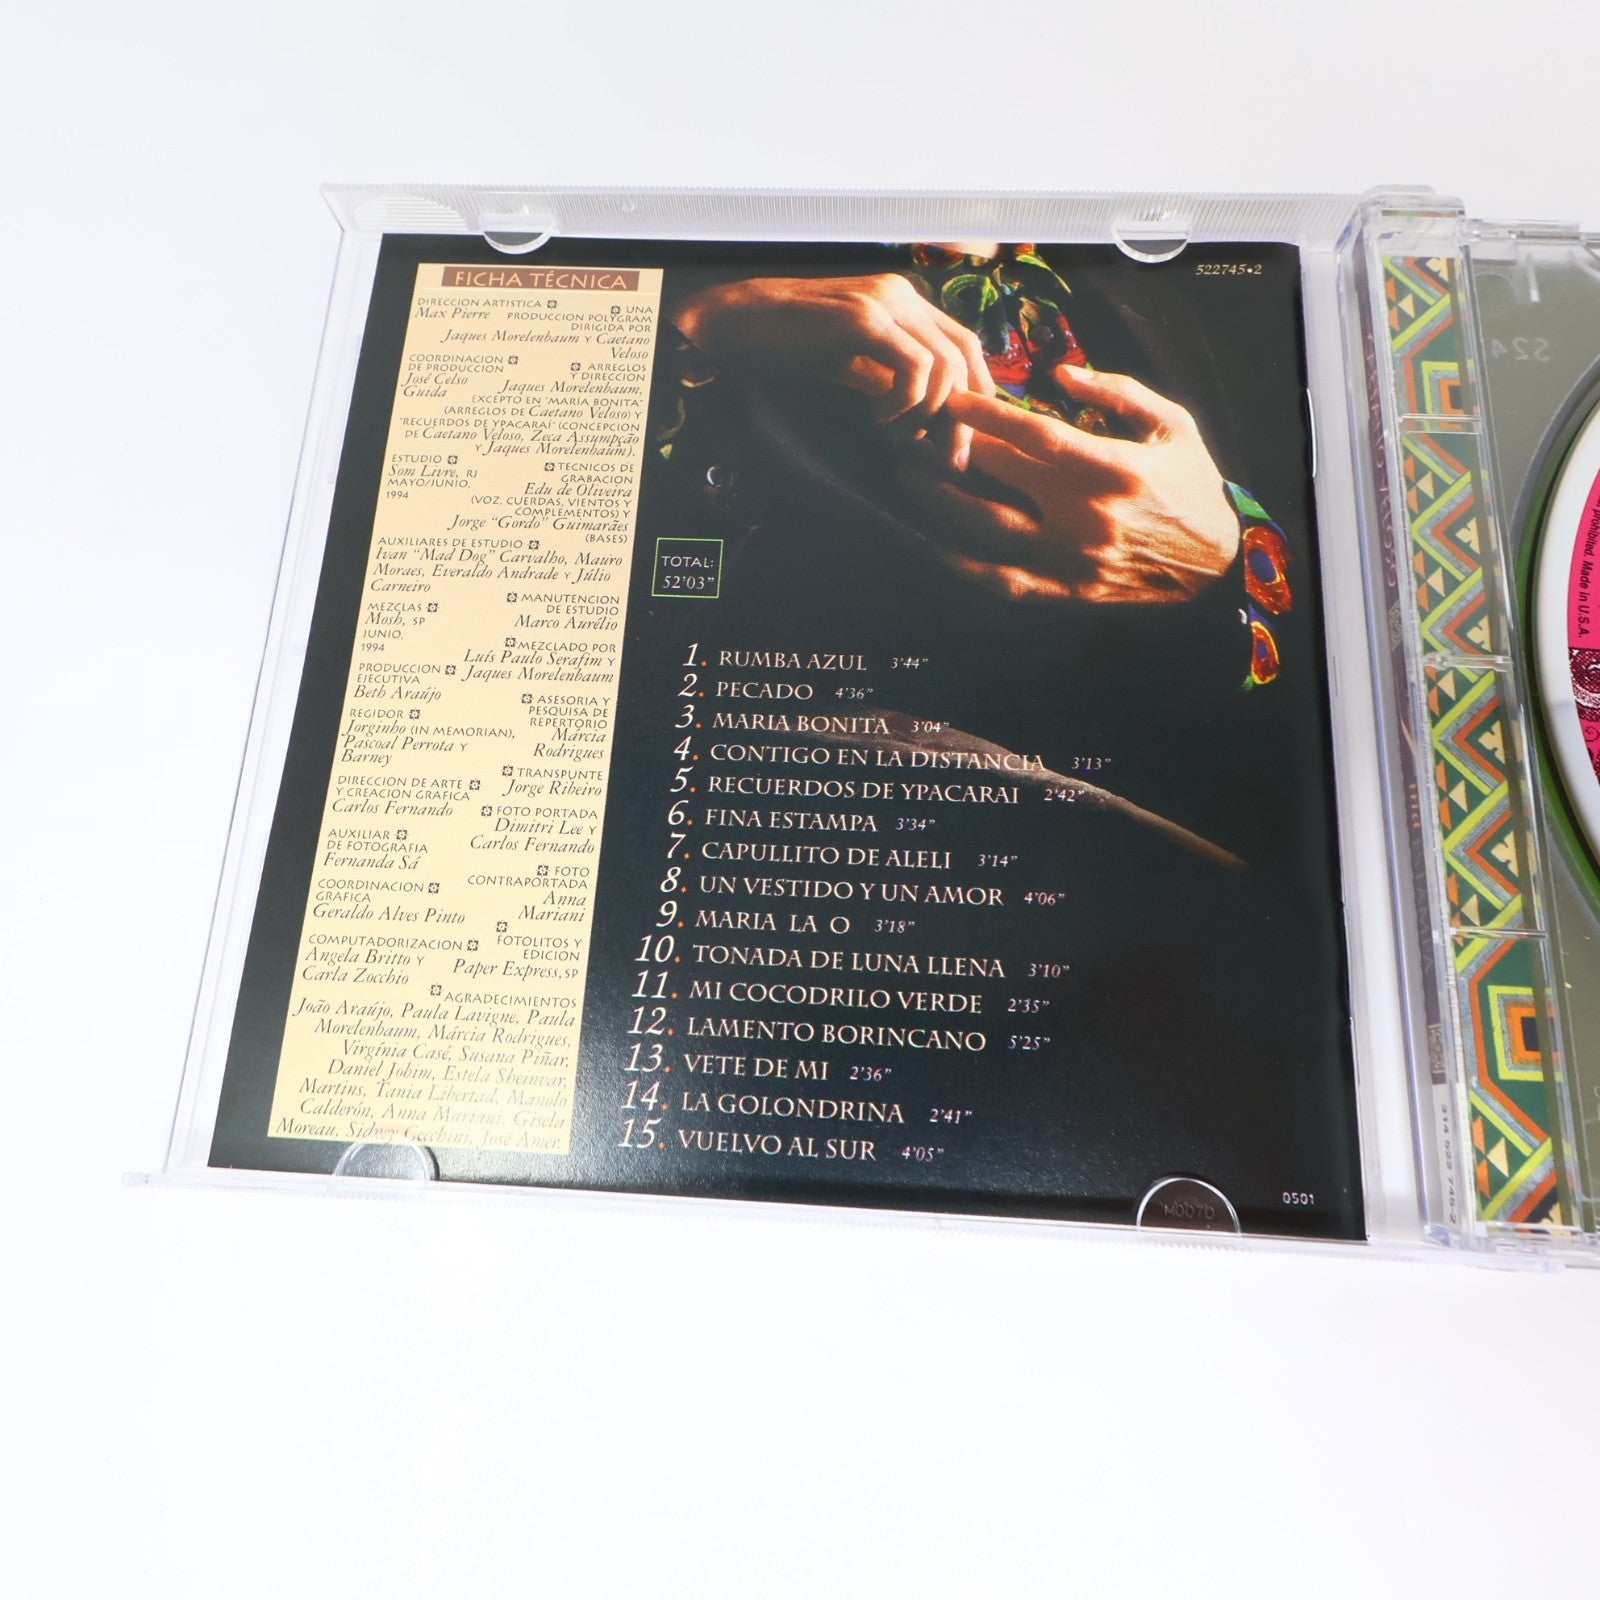 FICHA TÉCNICA
DIRECCION ARTISTICA
Max Pierre
UNA
PRODUCCION POLYGRAM
DIRIGIDA POR
Jaques Morelenbaum Y Caetano
Veloso
COORDINACION
DE PRODUCCION
José Celso
Guida
ARREGLOS
Y DIRECCION
Jaques Morelenbaum,
EXCEPTO EN "MARIA BONITA"
(ARREGLOS DE Caetano Veloso) Y
"RECUERDOS DE YPACARAÍ" (CONCEPCION
DE Caetano Veloso, Zeca Assumpção
Y Jaques Morelenbaum).
ESTUDIO
Som Livre, RJ
MAYO/JUNIO,
1994
TECNICOS DE
GRABACION
Edu de Oliveira
(VOZ, CUERDAS, VIENTOS Y
COMPLEMENTOS) Y
Jorge "Gordo" Guimarães
(BASES)
AUXILIARES DE ESTUDIO
Ivan "Mad Dog" Carvalho, Mauro
Moraes, Everaldo Andrade Y Júlio
Carneiro
MEZCLAS
Mosh, SP
JUNIO,
1994
MANUTENCION
DE ESTUDIO
Marco Aurélio
MEZCLADO POR
Luís Paulo Serafim Y
Jaques Morelenbaum
PRODUCCION
EJECUTIVA
Beth Araújo
ASESORIA Y
PESQUISA DE
REPERTORIO
Márcia
Rodrigues
REGIDOR
Jorginho (IN MEMORIAN),
Pascoal Perrota Y
Barney
TRANSPUNTE
Jorge Ribeiro
DIRECCION DE ARTE
Y CREACION GRAFICA
Carlos Fernando
FOTO PORTADA
Dimitri Lee Y
Carlos Fernando
AUXILIAR
DE FOTOGRAFIA
Fernanda Sá
FOTO
CONTRAPORTADA
Anna
Mariani
COORDINACION
GRAFICA
Geraldo Alves Pinto
FOTOLITOS Y
EDICION
Paper Express, SP
COMPUTADORIZACION
Angela Britto Y
Carla Zocchio
AGRADECIMIENTOS
João Araújo, Paula Lavigne, Paula
Morelenbaum, Márcia Rodrigues,
Virgínia Casé, Susana Piñar,
Daniel Jobim, Estela Sheinvar,
Martins, Tania Libertad, Manolo
Calderón, Anna Mariani, Gisela
Moreau, Sidney Cecchini, José Amer.
522745•2
TOTAL:
52'03"
1. RUMBA AZUL 3'44"
2. PECADO 4'36"
3. MARIA BONITA 3'04"
4. CONTIGO EN LA DISTANCIA 3'13"
5. RECUERDOS DE YPACARAI 2'42"
6. FINA ESTAMPA 3'34"
7. CAPULLITO DE ALELI 3'14"
8. UN VESTIDO Y UN AMOR 4'06"
9. MARIA LA O 3'18"
10. TONADA DE LUNA LLENA 3'10"
11. MI COCODRILO VERDE 2'35"
12. LAMENTO BORINCANO 5'25"
13. VETE DE MI 2'36"
14. LA GOLONDRINA 2'41"
15. VUELVO AL SUR 4'05"
0501
M0070
prohibited. Made in U.S.A.
314 522 745-2